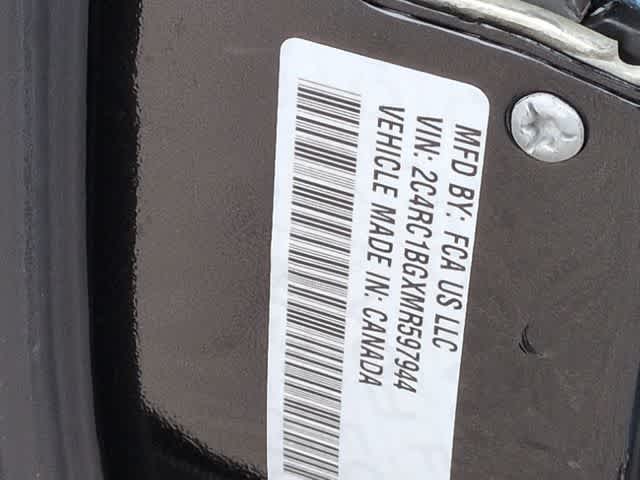 MFD BY: FCA US LLC
VIN: 2C4RC1BGXMR597944
VEHICLE MADE IN: CANADA